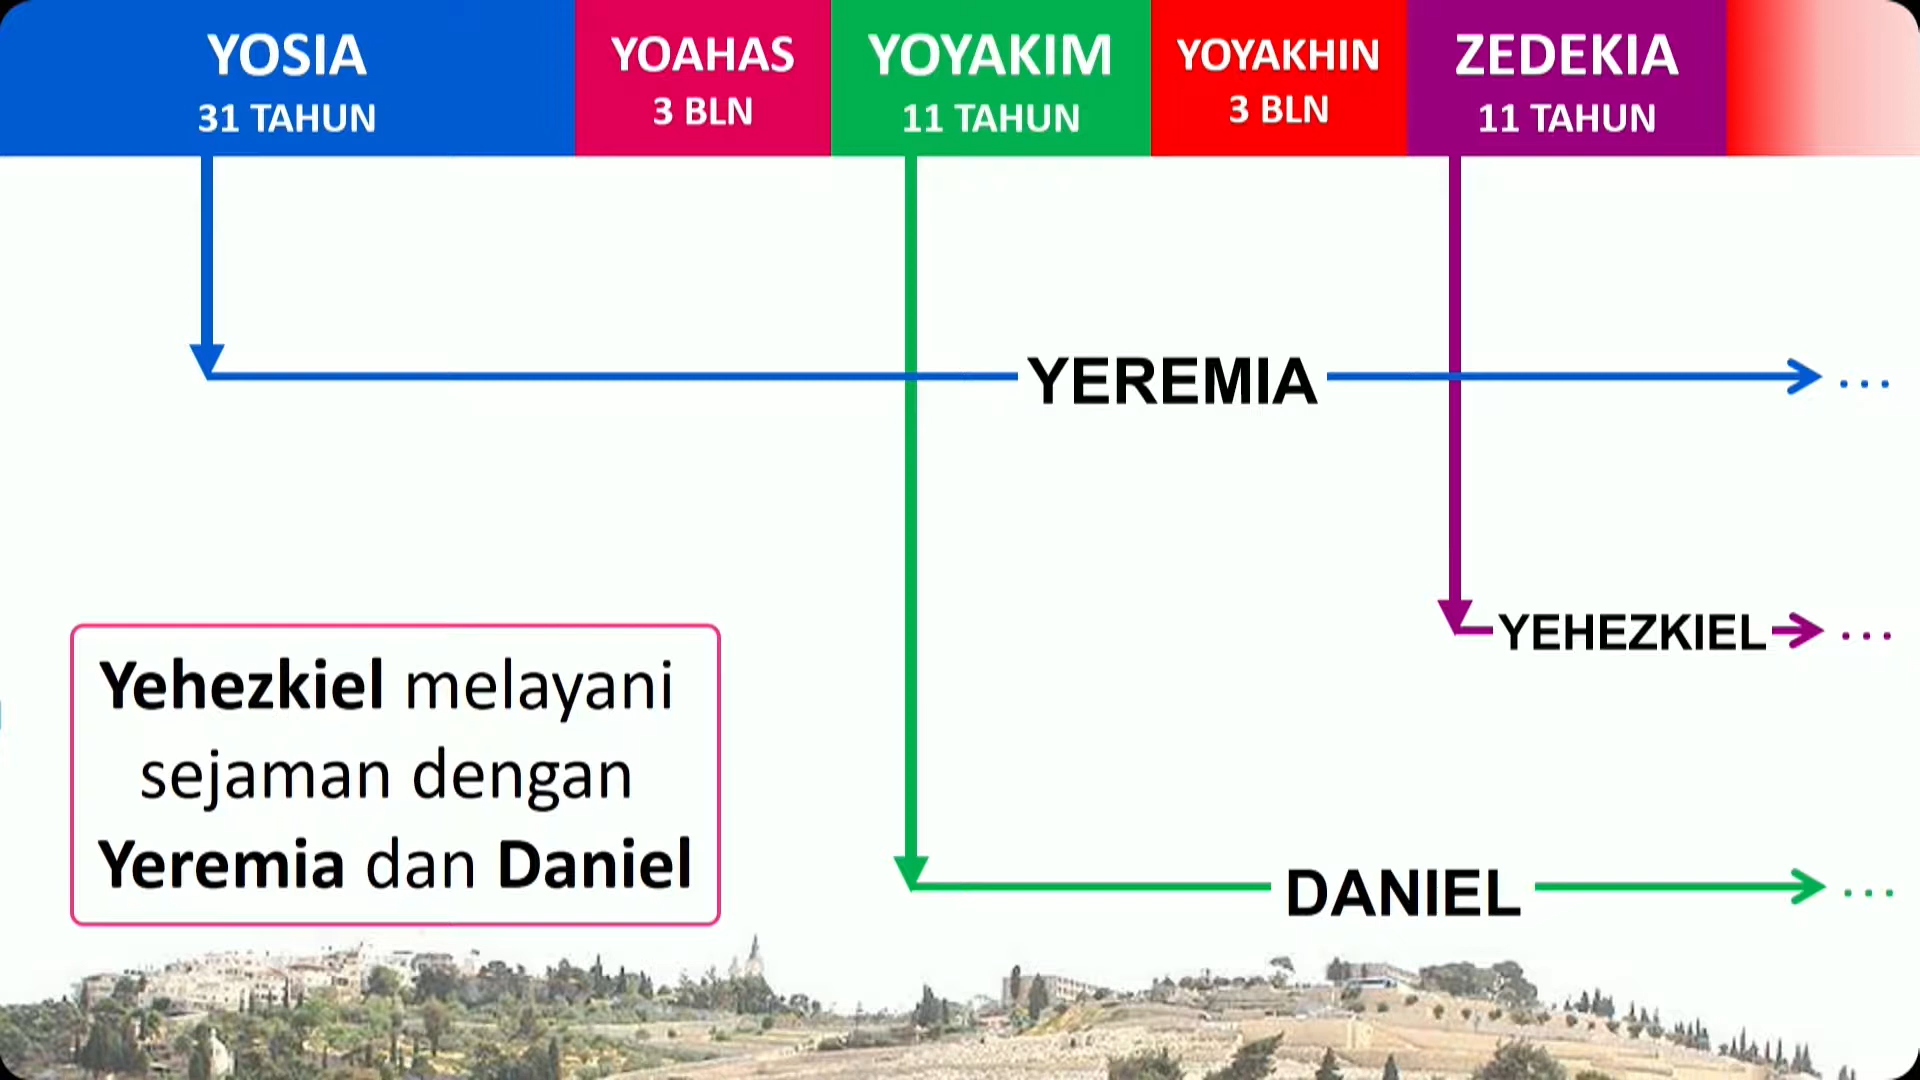 YOSIA
31 TAHUN
YOAHAS
3 BLN
YOYAKIM
11 TAHUN
YOYAKHIN
3 BLN
ZEDEKIA
11 TAHUN
YEREMIA
...
YEHEZKIEL
...
Yehezkiel melayani
sejaman dengan
Yeremia dan Daniel
DANIEL
...